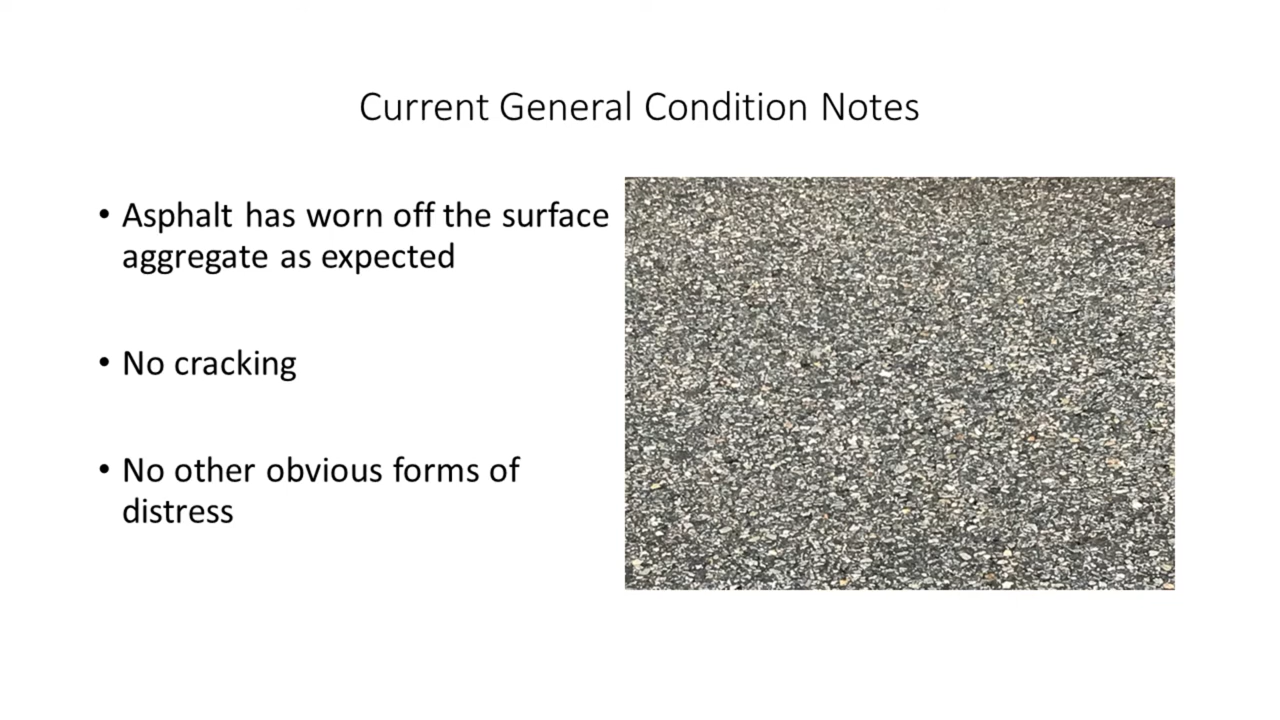 Current General Condition Notes
• Asphalt has worn off the surface
aggregate as expected
• No cracking
• No other obvious forms of
distress